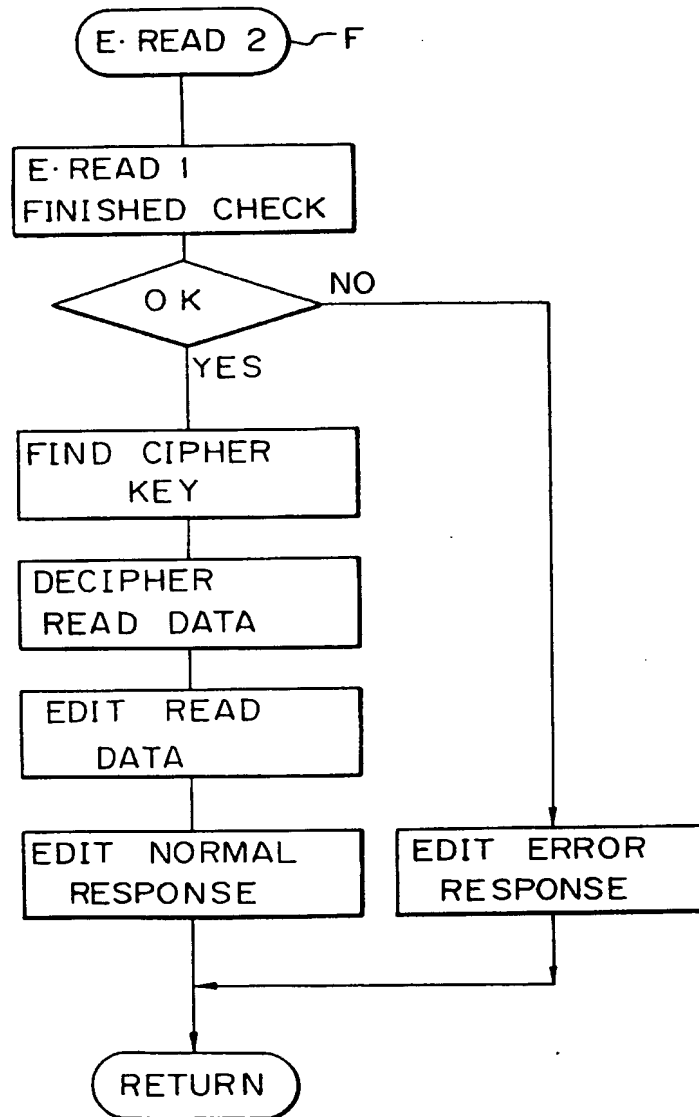 E·READ 2 F
E·READ 1
FINISHED CHECK
OK
NO
YES
FIND CIPHER
KEY
DECIPHER
READ DATA
EDIT READ
DATA
EDIT NORMAL
RESPONSE
EDIT ERROR
RESPONSE
RETURN